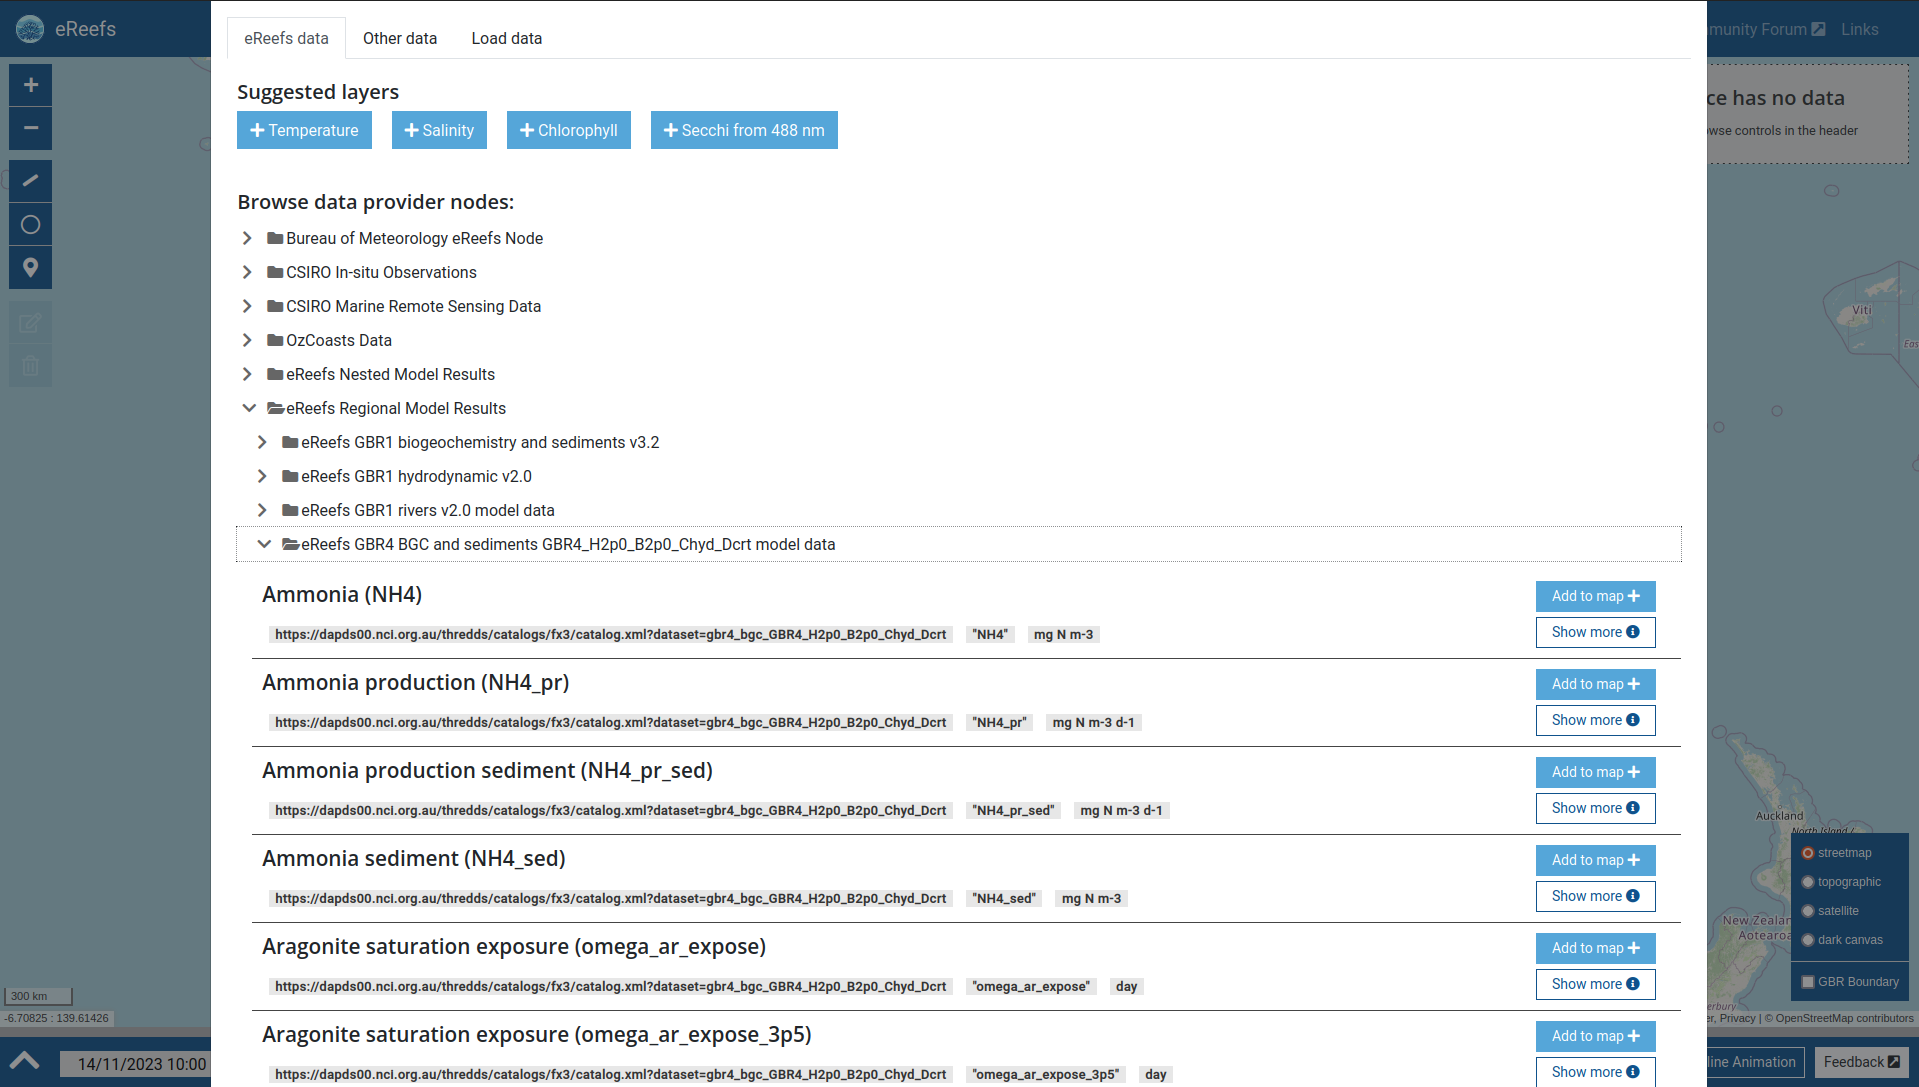 eReefs
eReefs data
Other data
Load data
munity Forum
Links
Suggested layers
Temperature
Salinity
Chlorophyll
Secchi from 488 nm
ce has no data
wse controls in the header
Browse data provider nodes:
Bureau of Meteorology eReefs Node
CSIRO In-situ Observations
CSIRO Marine Remote Sensing Data
OzCoasts Data
eReefs Nested Model Results
eReefs Regional Model Results
eReefs GBR1 biogeochemistry and sediments v3.2
eReefs GBR1 hydrodynamic v2.0
eReefs GBR1 rivers v2.0 model data
eReefs GBR4 BGC and sediments GBR4_H2p0_B2p0_Chyd_Dcrt model data
Ammonia (NH4)
Add to map
https://dapds00.nci.org.au/thredds/catalogs/fx3/catalog.xml?dataset=gbr4_bgc_GBR4_H2p0_B2p0_Chyd_Dcrt "NH4" mg N m-3
Show more
Ammonia production (NH4_pr)
Add to map
https://dapds00.nci.org.au/thredds/catalogs/fx3/catalog.xml?dataset=gbr4_bgc_GBR4_H2p0_B2p0_Chyd_Dcrt "NH4_pr" mg N m-3 d-1
Show more
Ammonia production sediment (NH4_pr_sed)
Add to map
https://dapds00.nci.org.au/thredds/catalogs/fx3/catalog.xml?dataset=gbr4_bgc_GBR4_H2p0_B2p0_Chyd_Dcrt "NH4_pr_sed" mg N m-3 d-1
Show more
Ammonia sediment (NH4_sed)
Add to map
https://dapds00.nci.org.au/thredds/catalogs/fx3/catalog.xml?dataset=gbr4_bgc_GBR4_H2p0_B2p0_Chyd_Dcrt "NH4_sed" mg N m-3
Show more
Aragonite saturation exposure (omega_ar_expose)
Add to map
https://dapds00.nci.org.au/thredds/catalogs/fx3/catalog.xml?dataset=gbr4_bgc_GBR4_H2p0_B2p0_Chyd_Dcrt "omega_ar_expose" day
Show more
Aragonite saturation exposure (omega_ar_expose_3p5)
Add to map
https://dapds00.nci.org.au/thredds/catalogs/fx3/catalog.xml?dataset=gbr4_bgc_GBR4_H2p0_B2p0_Chyd_Dcrt "omega_ar_expose_3p5" day
Show more
Viti
Eas
Auckland
North Island /
New Zealan
Aotearoa
erbury
streetmap
topographic
satellite
dark canvas
GBR Boundary
300 km
-6.70825 : 139.61426
er, Privacy | © OpenStreetMap contributors
14/11/2023 10:00
line Animation
Feedback